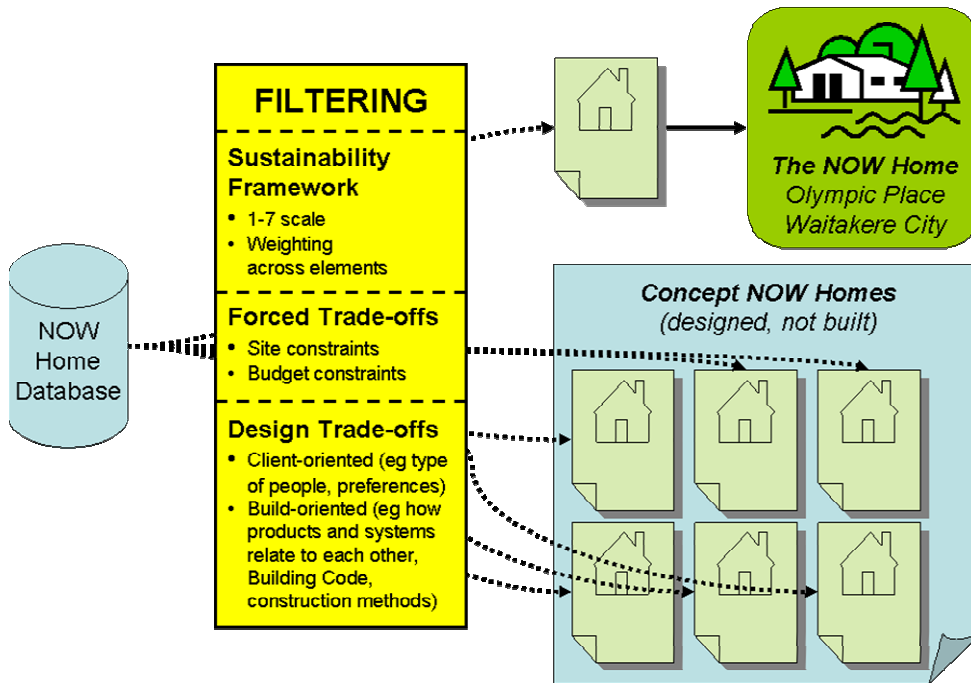 NOW
Home
Database
FILTERING
Sustainability
Framework
• 1-7 scale
• Weighting
across elements
Forced Trade-offs
• Site constraints
• Budget constraints
Design Trade-offs
• Client-oriented (eg type
of people, preferences)
• Build-oriented (eg how
products and systems
relate to each other,
Building Code,
construction methods)
The NOW Home
Olympic Place
Waitakere City
Concept NOW Homes
(designed, not built)